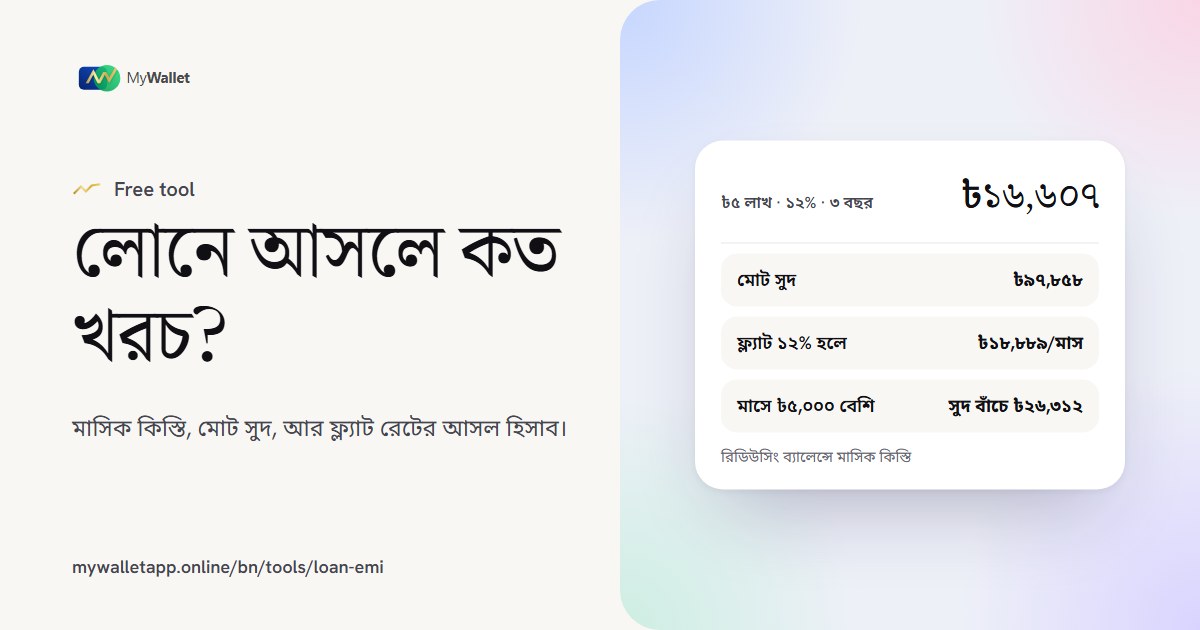 MyWallet
Free tool
লোনে আসলে কত
খরচ?
মাসিক কিস্তি, মোট সুদ, আর ফ্ল্যাট রেটের আসল হিসাব।
mywalletapp.online/bn/tools/loan-emi
৳৫ লাখ · ১২% · ৩ বছর ৳১৬,৬০৭
মোট সুদ ৳৯৭,৮৫৮
ফ্ল্যাট ১২% হলে ৳১৮,৮৮৯/মাস
মাসে ৳৫,০০০ বেশি সুদ বাঁচে ৳২৬,৩১২
রিডিউসিং ব্যালেন্সে মাসিক কিস্তি